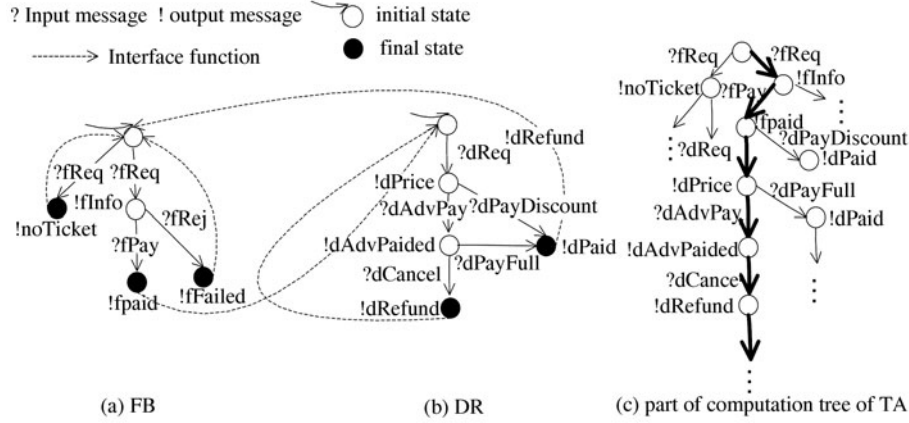 ? Input message ! output message
initial state
Interface function
final state
?fReq
?fReq
!fInfo
?fRej
!noTicket
?fPay
!fpaid
!fFailed
(a) FB
!dRefund
?dReq
!dPrice
?dAdvPay
?dPayDiscount
!dAdvPaided
?dPayFull
!dPaid
?dCancel
!dRefund
(b) DR
?fReq
?fReq
!noTicket
?fPay
!fInfo
!fpaid
?dReq
?dPayDiscount
!dPaid
!dPrice
?dPayFull
?dAdvPay
!dPaid
!dAdvPaided
?dCance
!dRefund
(c) part of computation tree of TA